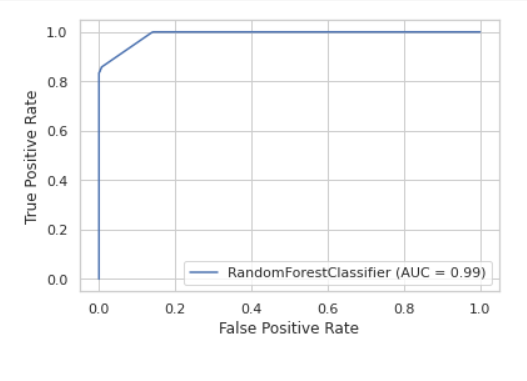 1.0
0.8
0.6
0.4
0.2
0.0
True Positive Rate
RandomForestClassifier (AUC = 0.99)
0.0 0.2 0.4 0.6 0.8 1.0
False Positive Rate